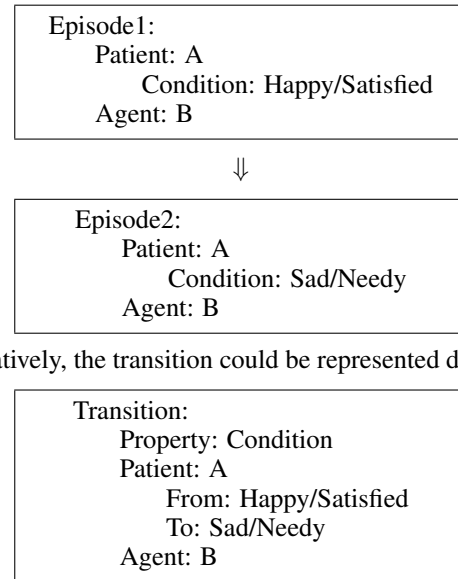 Episode1:
Patient: A
Condition: Happy/Satisfied
Agent: B
⇓
Episode2:
Patient: A
Condition: Sad/Needy
Agent: B
atively, the transition could be represented d
Transition:
Property: Condition
Patient: A
From: Happy/Satisfied
To: Sad/Needy
Agent: B